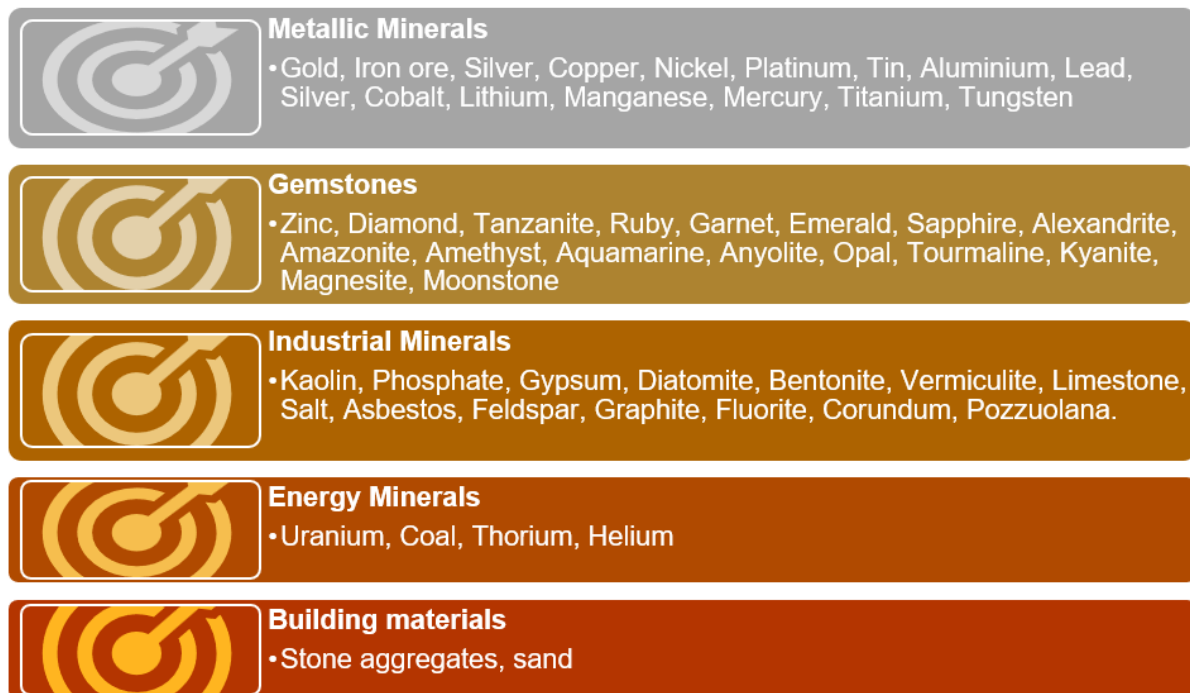 Metallic Minerals
•Gold, Iron ore, Silver, Copper, Nickel, Platinum, Tin, Aluminium, Lead,
Silver, Cobalt, Lithium, Manganese, Mercury, Titanium, Tungsten
Gemstones
•Zinc, Diamond, Tanzanite, Ruby, Garnet, Emerald, Sapphire, Alexandrite,
Amazonite, Amethyst, Aquamarine, Anyolite, Opal, Tourmaline, Kyanite,
Magnesite, Moonstone
Industrial Minerals
•Kaolin, Phosphate, Gypsum, Diatomite, Bentonite, Vermiculite, Limestone,
Salt, Asbestos, Feldspar, Graphite, Fluorite, Corundum, Pozzuolana.
Energy Minerals
•Uranium, Coal, Thorium, Helium
Building materials
•Stone aggregates, sand